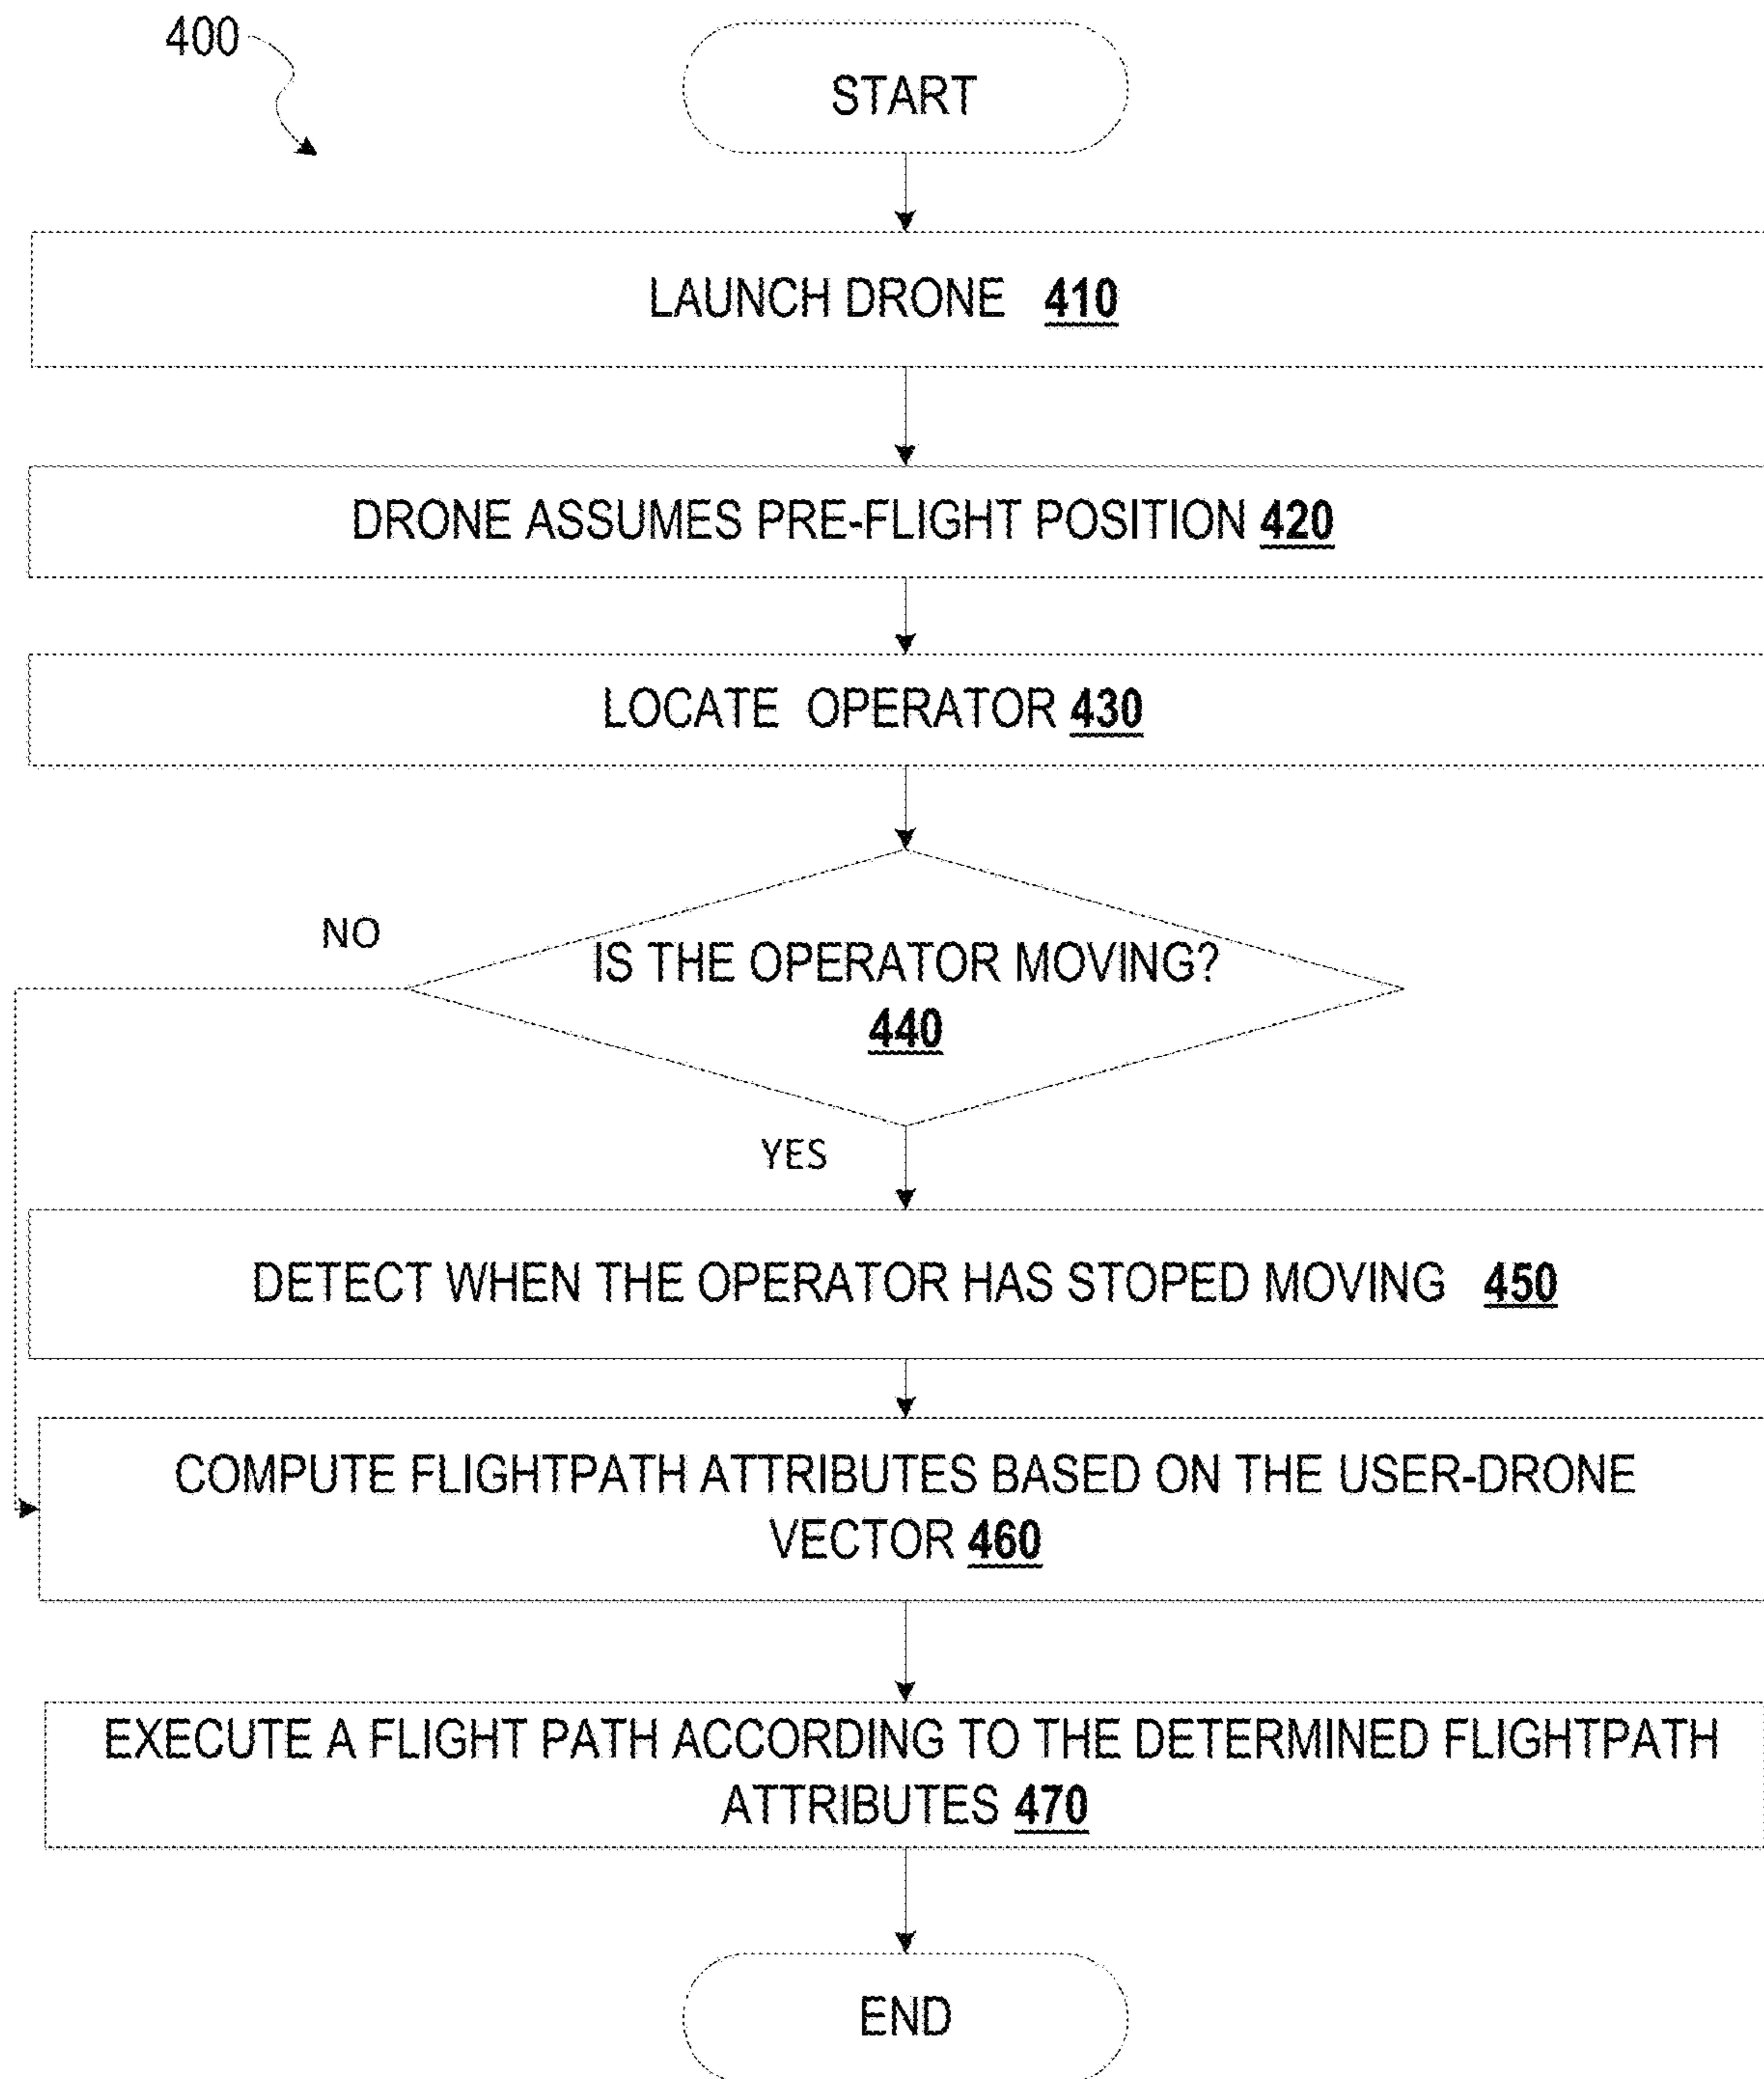 400
START
LAUNCH DRONE 410
DRONE ASSUMES PRE-FLIGHT POSITION 420
LOCATE OPERATOR 430
NO
IS THE OPERATOR MOVING?
440
YES
DETECT WHEN THE OPERATOR HAS STOPED MOVING 450
COMPUTE FLIGHTPATH ATTRIBUTES BASED ON THE USER-DRONE
VECTOR 460
EXECUTE A FLIGHT PATH ACCORDING TO THE DETERMINED FLIGHTPATH
ATTRIBUTES 470
END